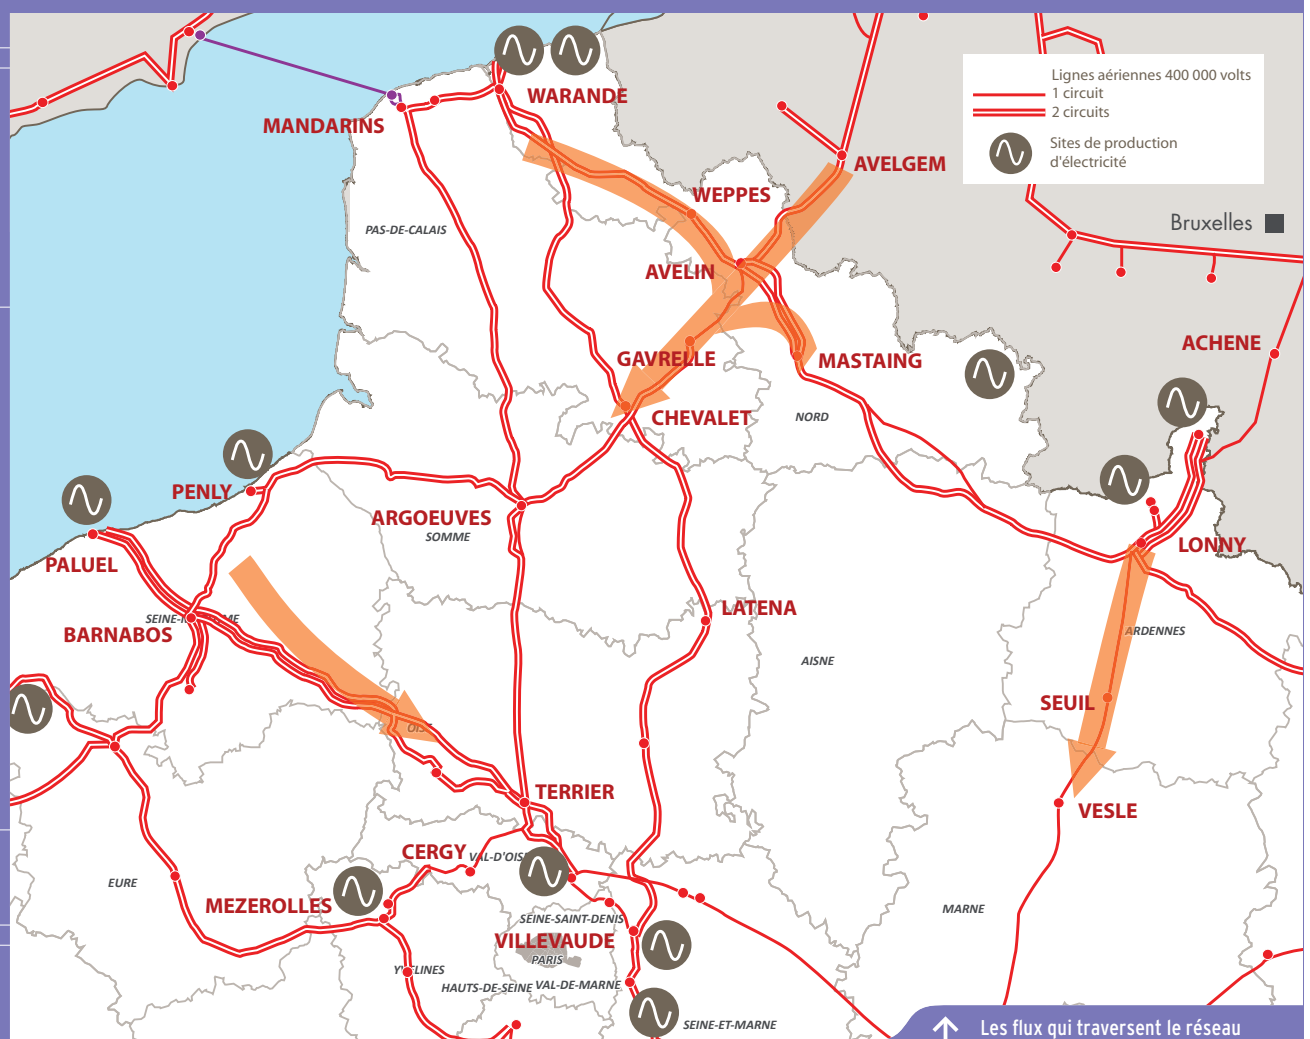 Lignes aériennes 400 000 volts
1 circuit
2 circuits
Sites de production
d'électricité
WARANDE
MANDARINS
AVELGEM
WEPPES
Bruxelles
PAS-DE-CALAIS
AVELIN
ACHENE
GAVRELLE
MASTAING
CHEVALET
NORD
PENLY
ARGOEUVES
SOMME
LONNY
PALUEL
LATENA
SEINE-MARITIME
BARNABOS
ARDENNES
AISNE
SEUIL
OISE
TERRIER
VESLE
CERGY
VAL-D'OISE
EURE
MEZEROLLES
MARNE
SEINE-SAINT-DENIS
VILLEVAUDE
PARIS
YVELINES
HAUTS-DE-SEINE
VAL-DE-MARNE
SEINE-ET-MARNE
Les flux qui traversent le réseau